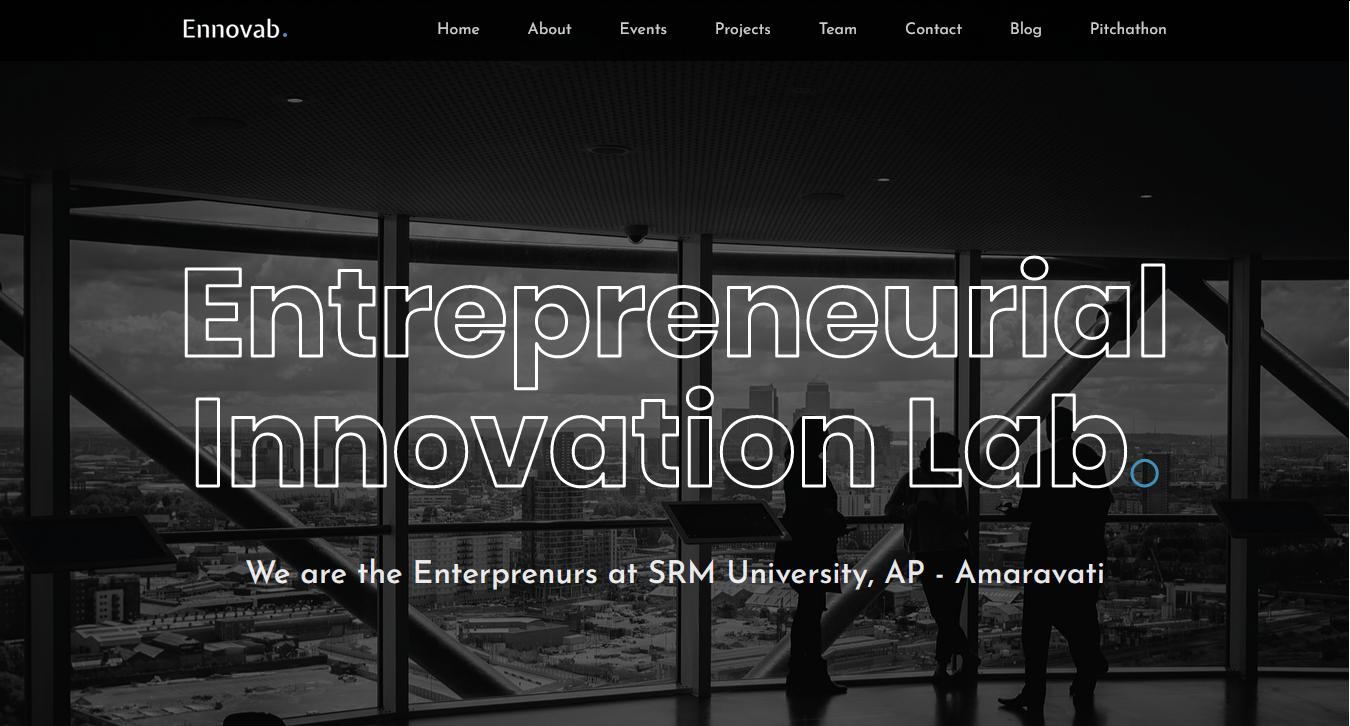 Ennovab.
Home About Events Projects Team Contact Blog Pitchathon
Entrepreneurial
Innovation Lab.
We are the Enterprenurs at SRM University, AP - Amaravati